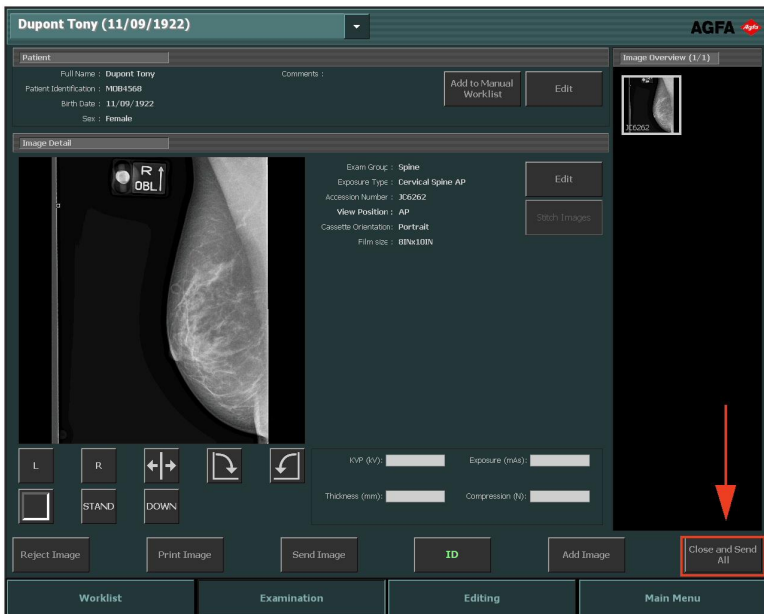 Dupont Tony (11/09/1922)
AGFA Agfa
Patient
Full Name : Dupont Tony
Comments :
Patient Identification : MOB4568
Birth Date : 11/09/1922
Sex : Female
Add to Manual
Worklist
Edit
Image Overview (1/1)
JC6262
Image Detail
R
OBL
Exam Group : Spine
Exposure Type : Cervical Spine AP
Accession Number : JC6262
View Position : AP
Cassette Orientation: Portrait
Film size : 8INx10IN
Edit
Stitch Images
L
R
STAND
DOWN
KVP (kV):
Exposure (mAs):
Thickness (mm):
Compression (N):
Reject Image
Print Image
Send Image
ID
Add Image
Close and Send
All
Worklist
Examination
Editing
Main Menu